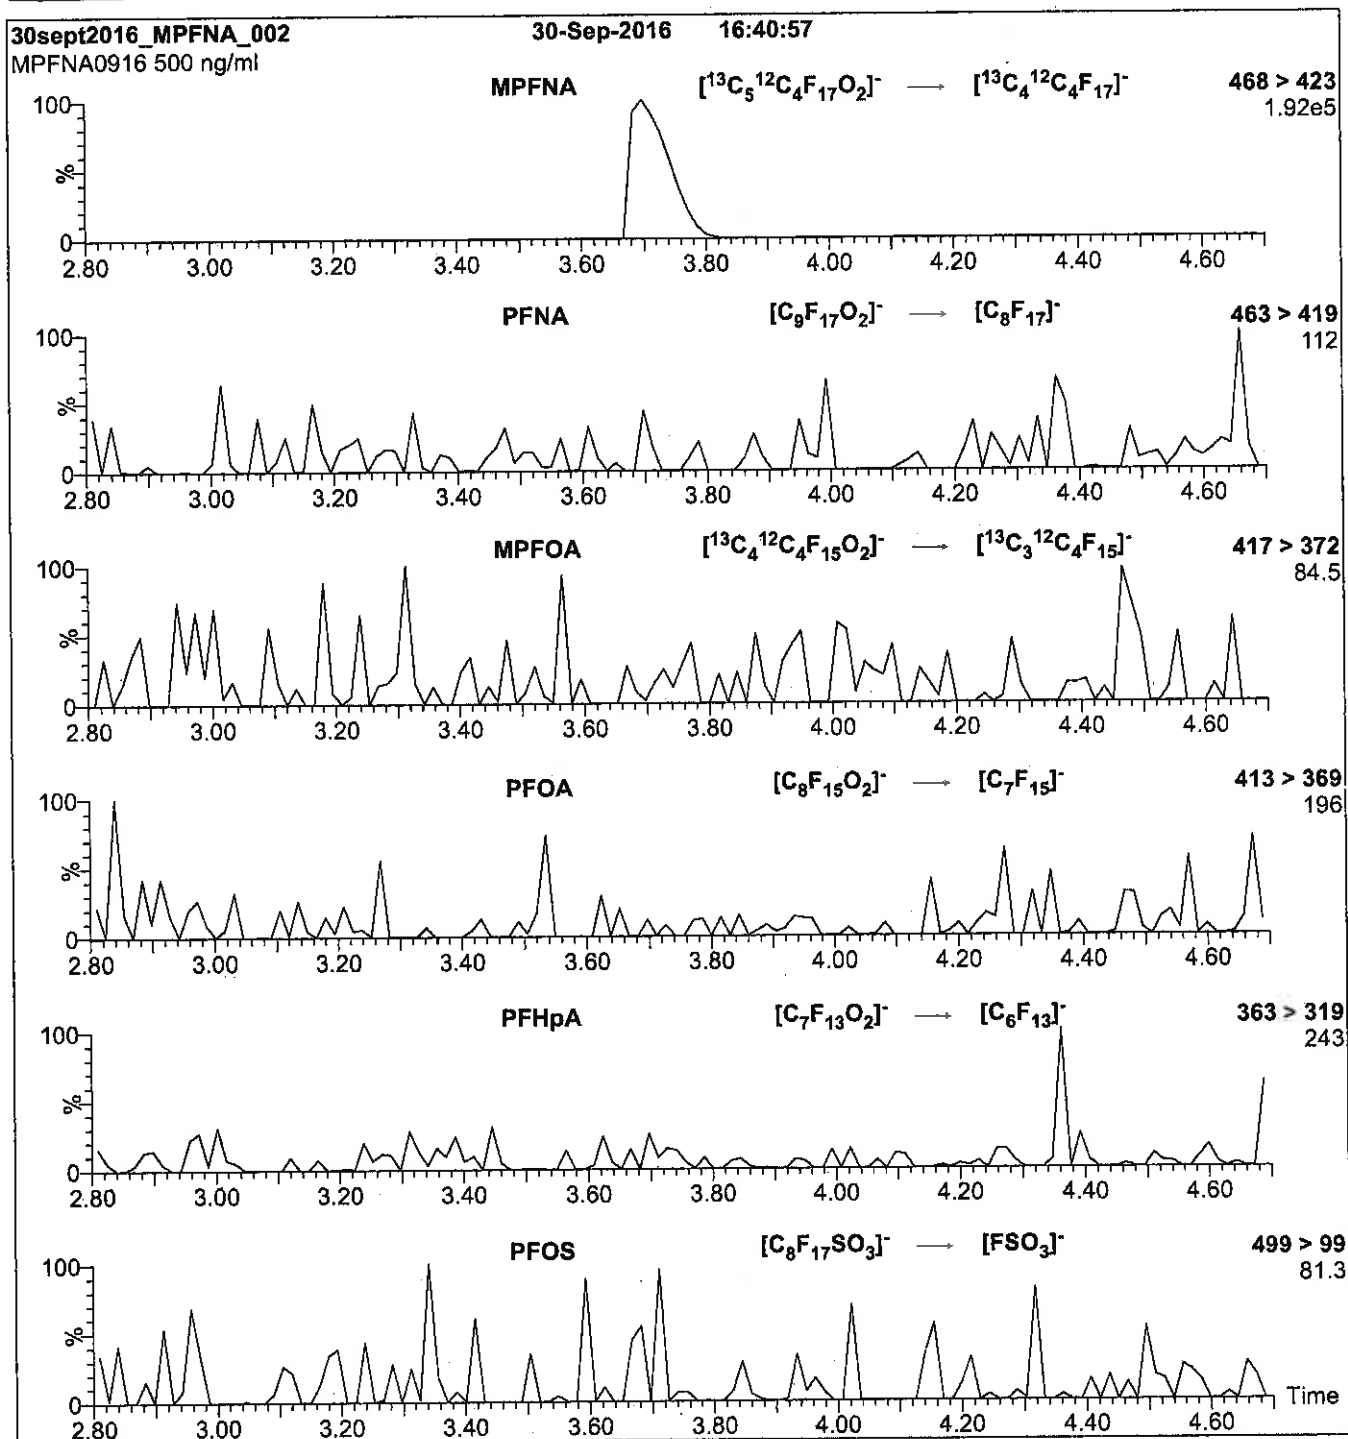 30sept2016_MPFNA_002 30-Sep-2016 16:40:57
MPFNA0916 500 ng/ml
MPFNA [¹³C₅¹²C₄F₁₇O₂]⁻ → [¹³C₄¹²C₄F₁₇]⁻ 468 > 423
1.92e5
100
%
0
2.80 3.00 3.20 3.40 3.60 3.80 4.00 4.20 4.40 4.60
PFNA [C₉F₁₇O₂]⁻ → [C₈F₁₇]⁻ 463 > 419
112
100
%
0
2.80 3.00 3.20 3.40 3.60 3.80 4.00 4.20 4.40 4.60
MPFOA [¹³C₄¹²C₄F₁₅O₂]⁻ → [¹³C₃¹²C₄F₁₅]⁻ 417 > 372
84.5
100
%
0
2.80 3.00 3.20 3.40 3.60 3.80 4.00 4.20 4.40 4.60
PFOA [C₈F₁₅O₂]⁻ → [C₇F₁₅]⁻ 413 > 369
196
100
%
0
2.80 3.00 3.20 3.40 3.60 3.80 4.00 4.20 4.40 4.60
PFHpA [C₇F₁₃O₂]⁻ → [C₆F₁₃]⁻ 363 > 319
243
100
%
0
2.80 3.00 3.20 3.40 3.60 3.80 4.00 4.20 4.40 4.60
PFOS [C₈F₁₇SO₃]⁻ → [FSO₃]⁻ 499 > 99
81.3
100
%
0 Time
2.80 3.00 3.20 3.40 3.60 3.80 4.00 4.20 4.40 4.60